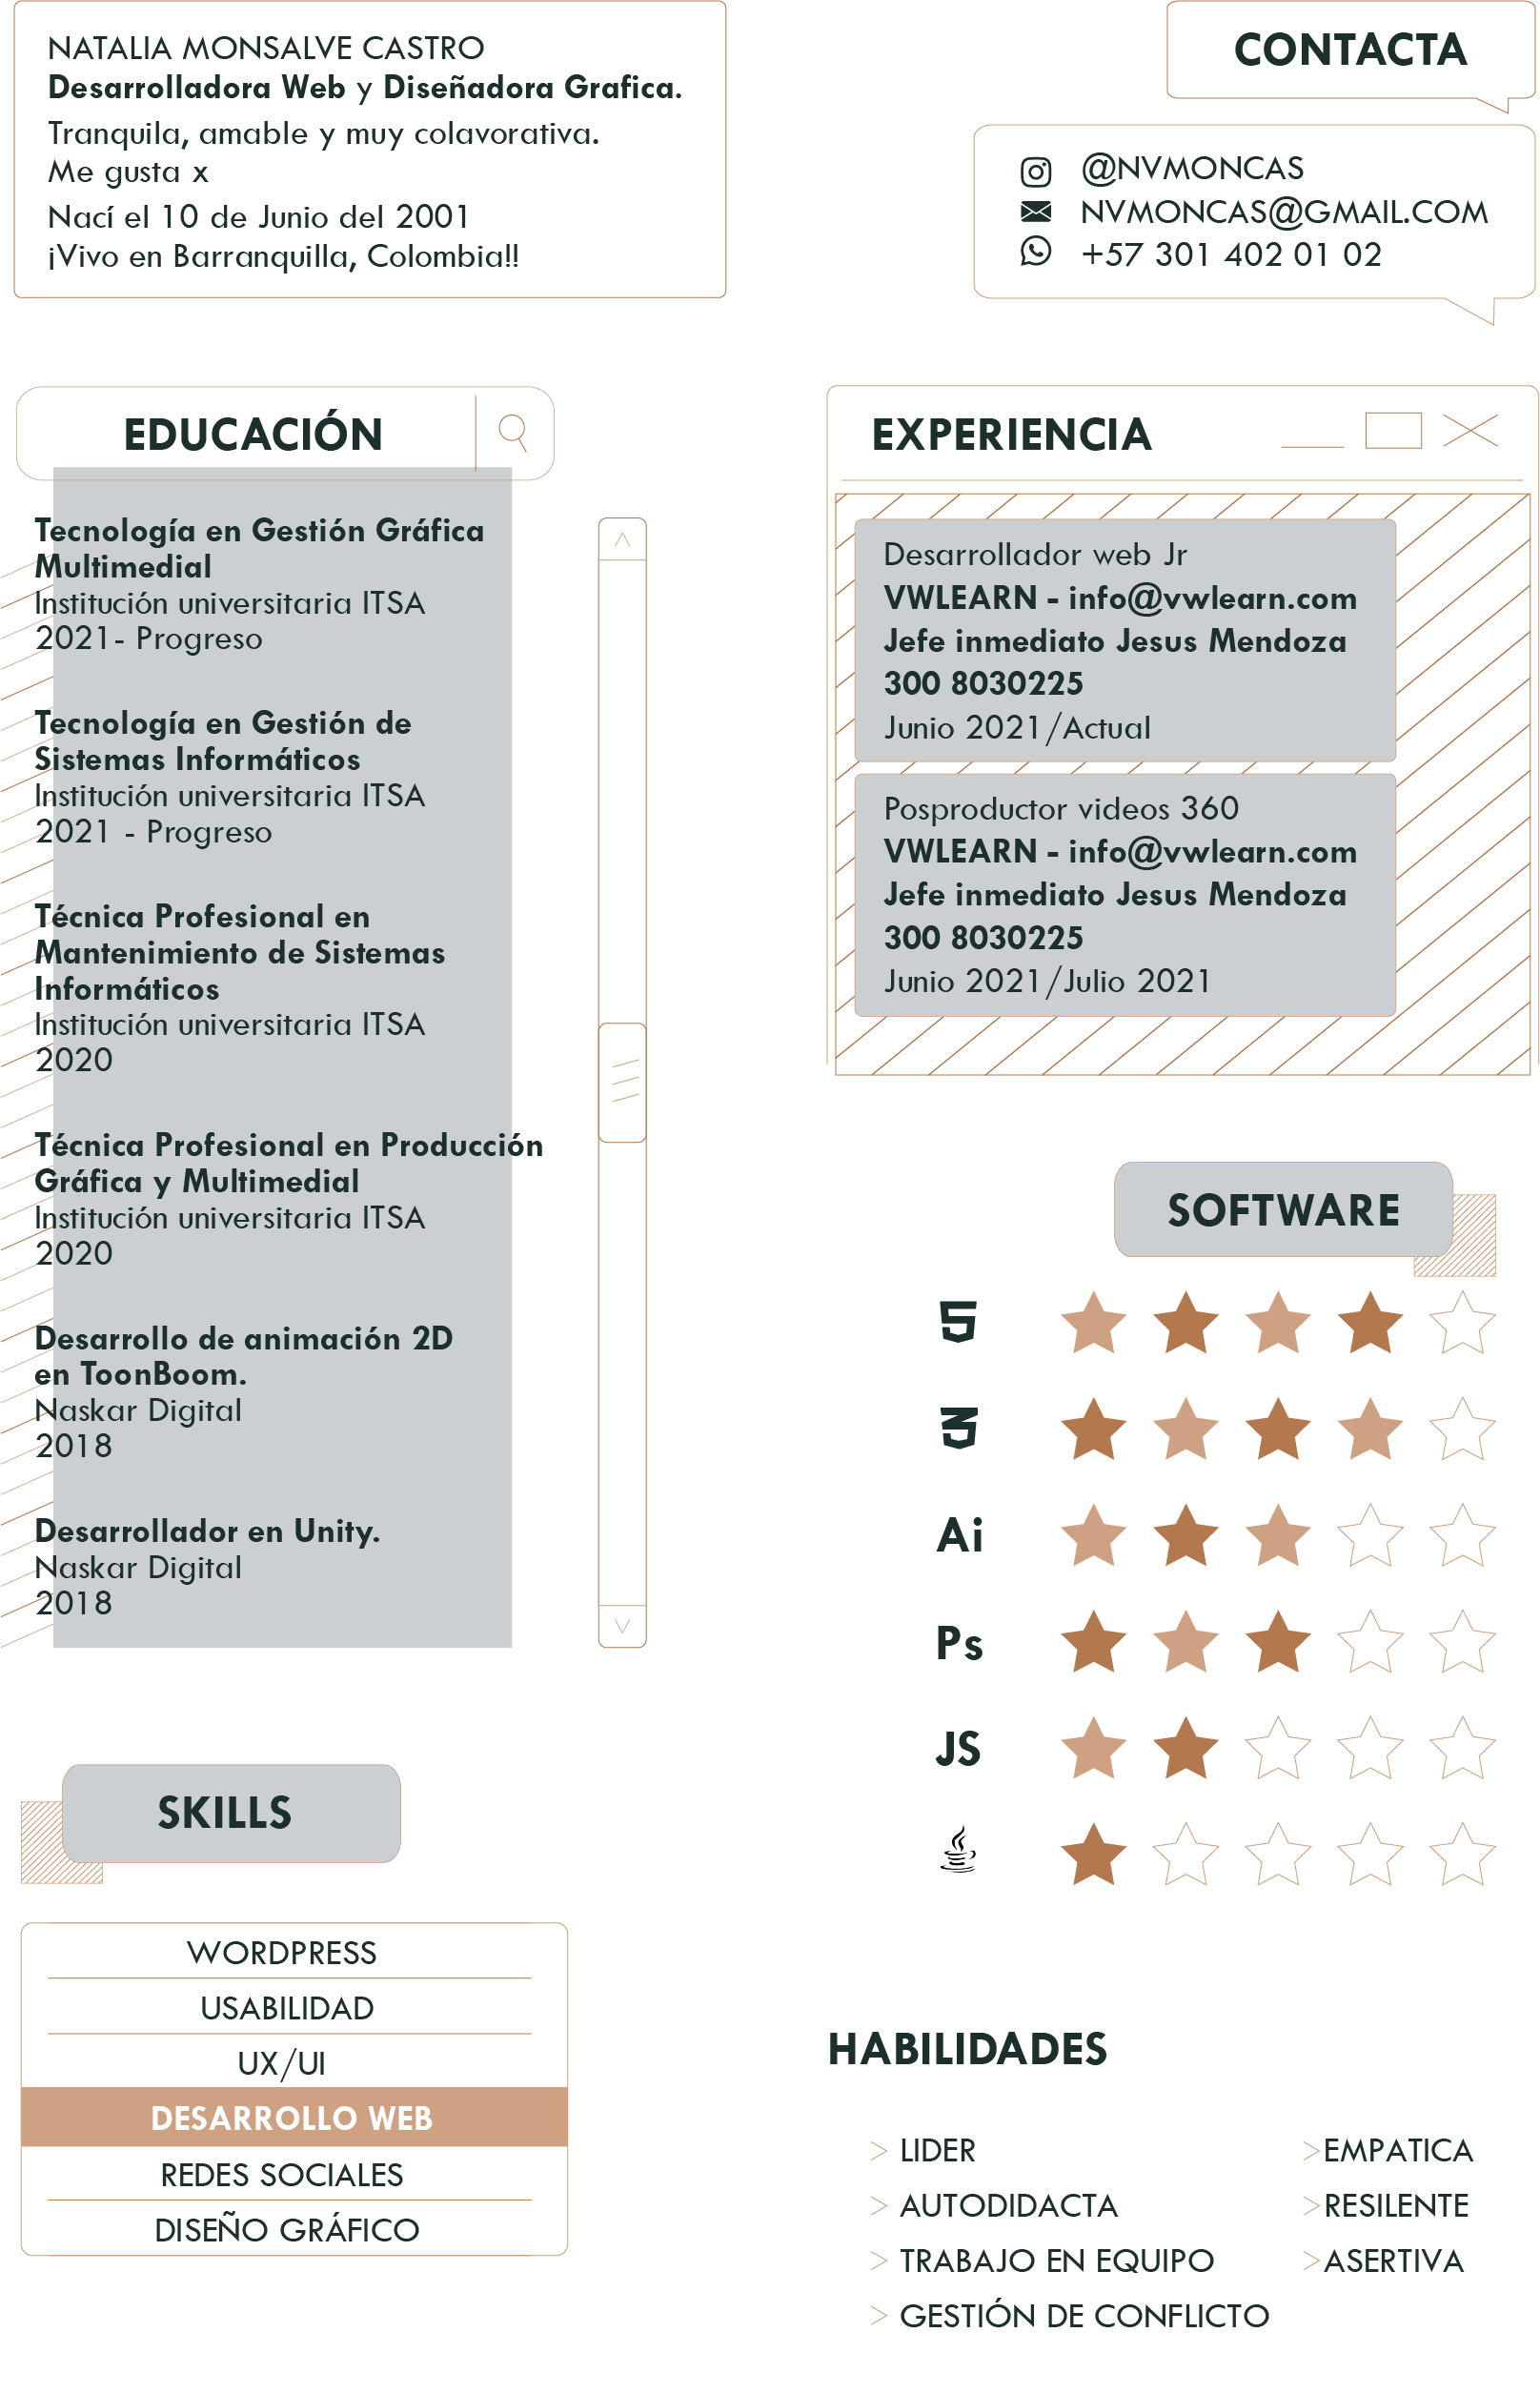 NATALIA MONSALVE CASTRO
Desarrolladora Web y Diseñadora Grafica.
Tranquila, amable y muy colavorativa.
Me gusta x
Nací el 10 de Junio del 2001
¡Vivo en Barranquilla, Colombia!!
CONTACTA
@NVMONCAS
NVMONCAS@GMAIL.COM
+57 301 402 01 02
EDUCACIÓN
Tecnología en Gestión Gráfica
Multimedial
Institución universitaria ITSA
2021- Progreso
Tecnología en Gestión de
Sistemas Informáticos
Institución universitaria ITSA
2021 - Progreso
Técnica Profesional en
Mantenimiento de Sistemas
Informáticos
Institución universitaria ITSA
2020
Técnica Profesional en Producción
Gráfica y Multimedial
Institución universitaria ITSA
2020
Desarrollo de animación 2D
en ToonBoom.
Naskar Digital
2018
Desarrollador en Unity.
Naskar Digital
2018
EXPERIENCIA
Desarrollador web Jr
VWLEARN - info@vwlearn.com
Jefe inmediato Jesus Mendoza
300 8030225
Junio 2021/Actual
Posproductor videos 360
VWLEARN - info@vwlearn.com
Jefe inmediato Jesus Mendoza
300 8030225
Junio 2021/Julio 2021
SOFTWARE
5
3
Ai
Ps
JS
SKILLS
WORDPRESS
USABILIDAD
UX/UI
DESARROLLO WEB
REDES SOCIALES
DISEÑO GRÁFICO
HABILIDADES
> LIDER
> AUTODIDACTA
> TRABAJO EN EQUIPO
> GESTIÓN DE CONFLICTO
>EMPATICA
>RESILENTE
>ASERTIVA